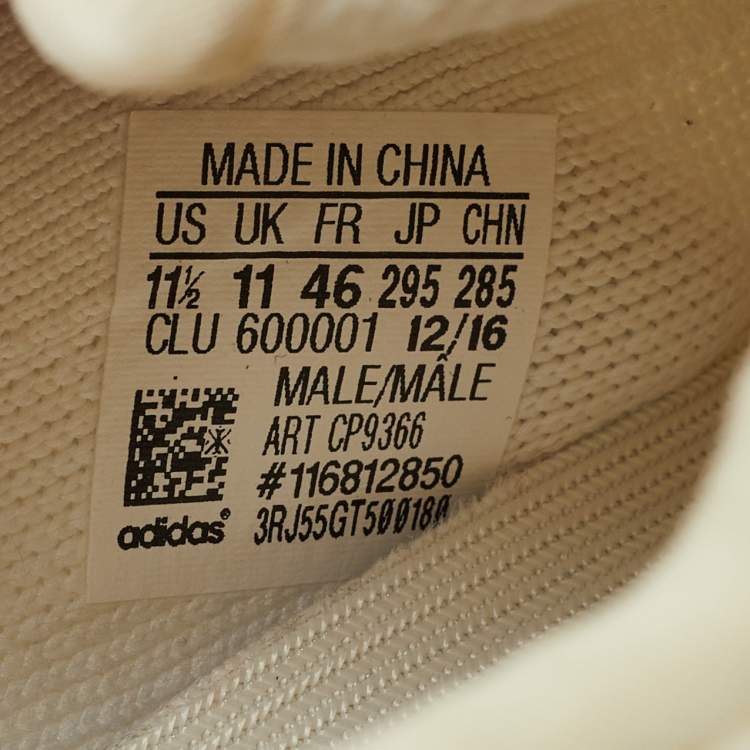 MADE IN CHINA
US UK FR JP CHN
11½ 11 46 295 285
CLU 600001 12/16
MALE/MÂLE
ART CP9366
#116812850
adidas® 3RJ55GT500180